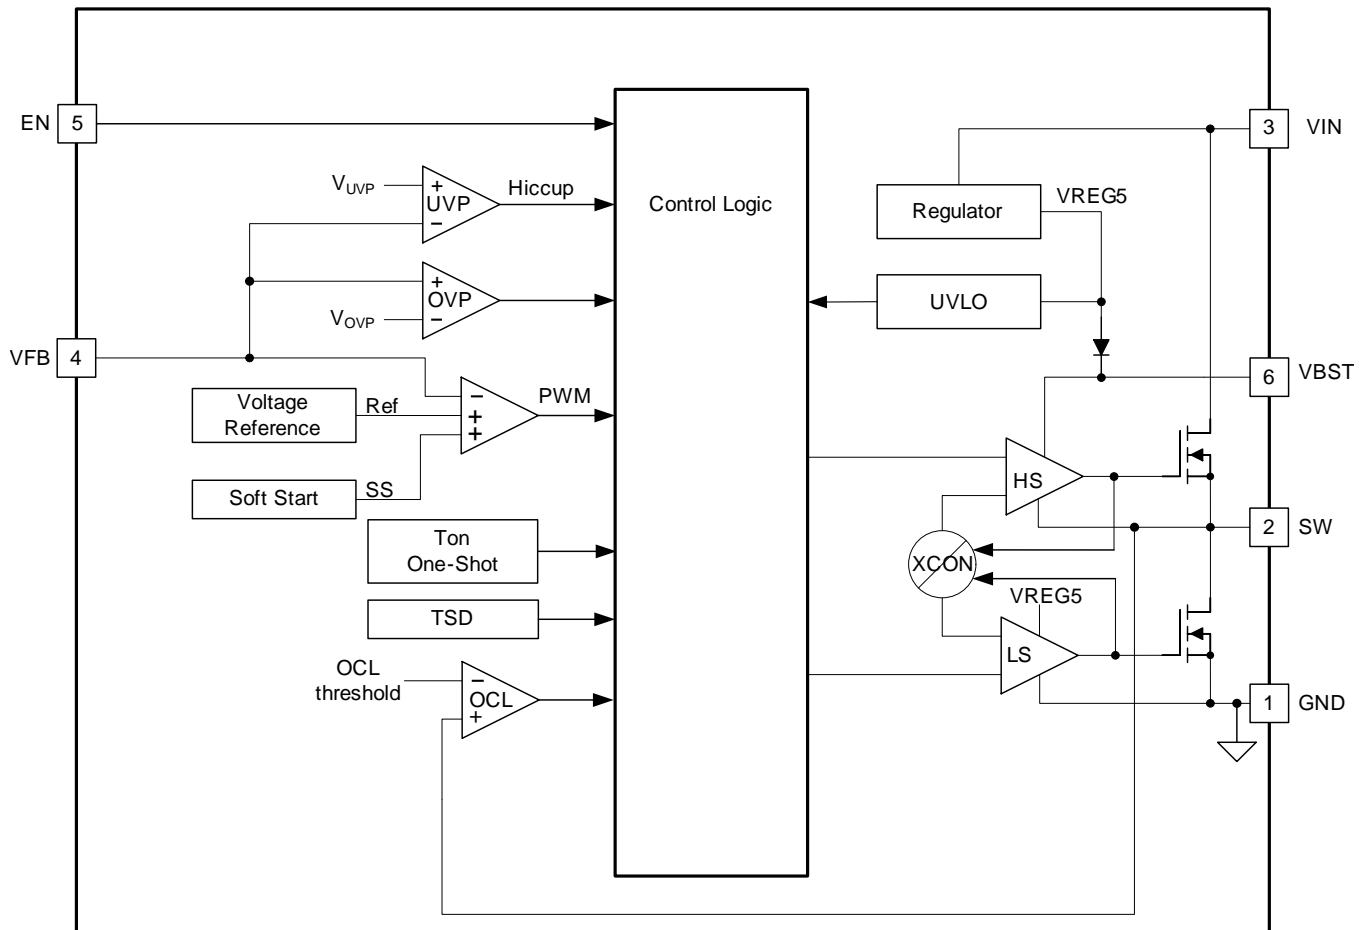 EN
5
VUVP
+
UVP
−
Hiccup
+
OVP
−
VOVP
VFB
4
Voltage
Reference
Ref
−
+
+
PWM
Soft Start
SS
Ton
One-Shot
TSD
OCL
threshold
−
OCL
+
Control Logic
3
VIN
Regulator
VREG5
UVLO
6
VBST
HS
2
SW
XCON
VREG5
LS
1
GND